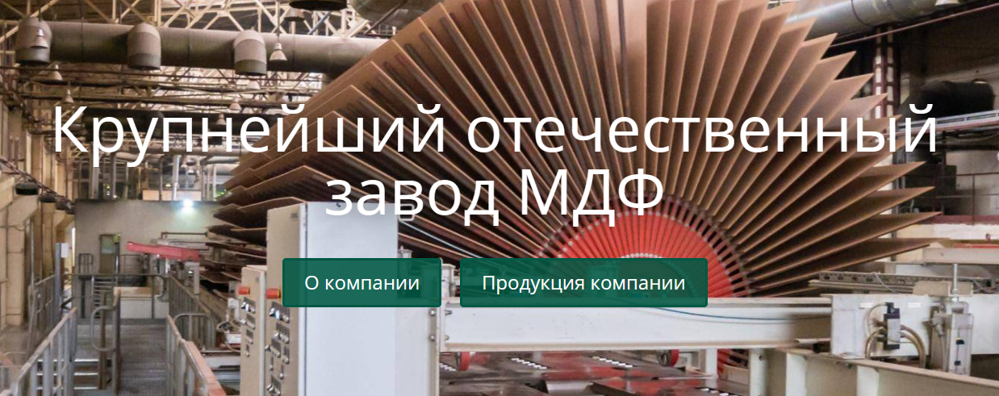 Крупнейший отечественный
завод МДФ
О компании
Продукция компании